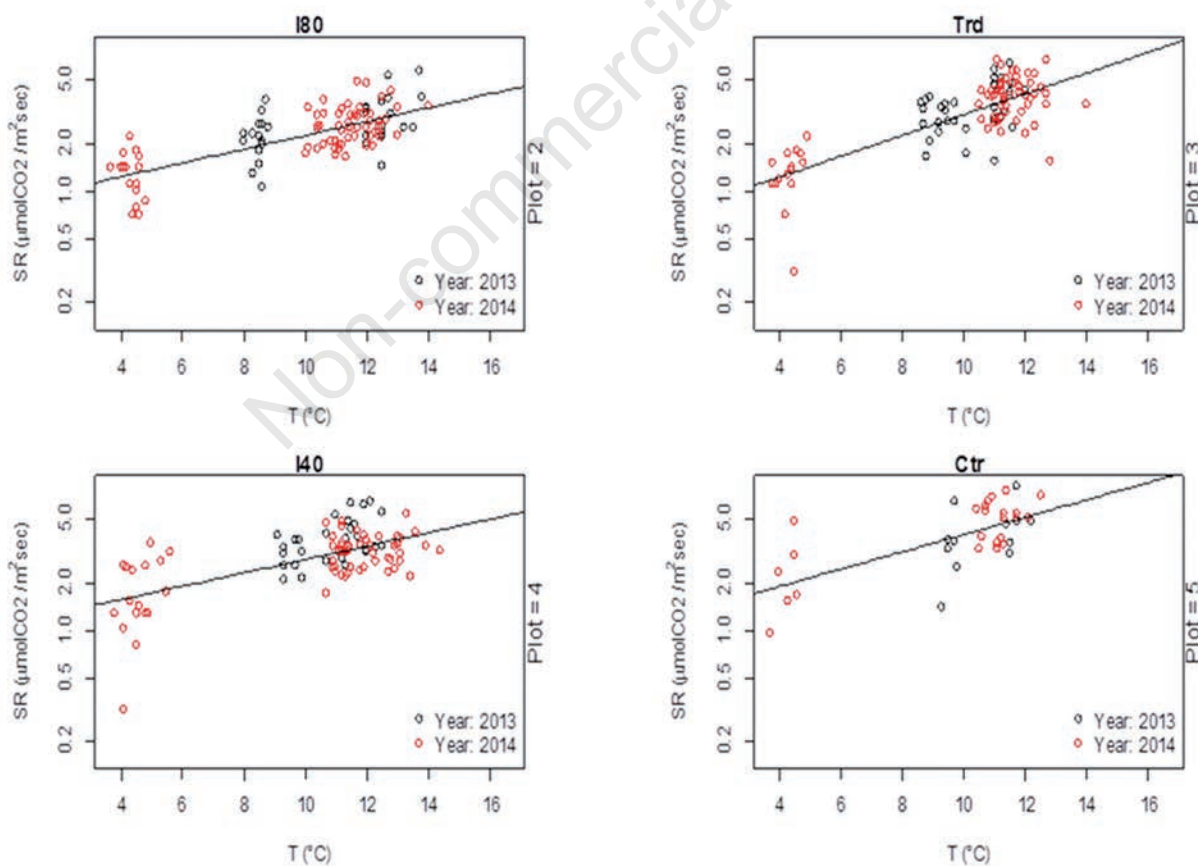 Non-commercial
I80
SR (µmolCO2 /m²sec)
5.0
2.0
1.0
0.5
0.2
Year: 2013
Year: 2014
4 6 8 10 12 14 16
T (°C)
Plot = 2
Trd
SR (µmolCO2 /m²sec)
5.0
2.0
1.0
0.5
0.2
Year: 2013
Year: 2014
4 6 8 10 12 14 16
T (°C)
Plot = 3
I40
SR (µmolCO2 /m²sec)
5.0
2.0
1.0
0.5
0.2
Year: 2013
Year: 2014
4 6 8 10 12 14 16
T (°C)
Plot = 4
Ctr
SR (µmolCO2 /m²sec)
5.0
2.0
1.0
0.5
0.2
Year: 2013
Year: 2014
4 6 8 10 12 14 16
T (°C)
Plot = 5